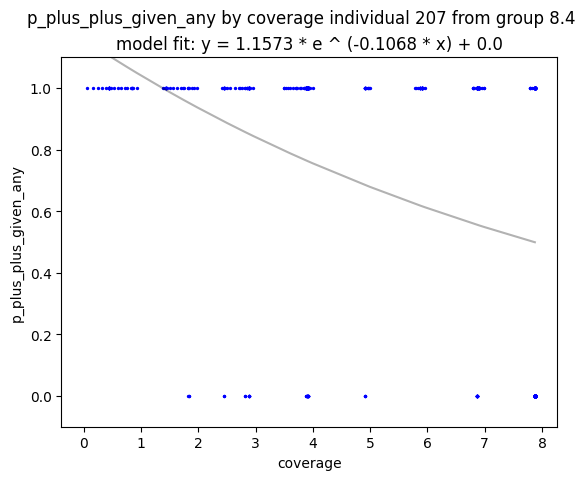 p_plus_plus_given_any by coverage individual 207 from group 8.4
model fit: y = 1.1573 * e ^ (-0.1068 * x) + 0.0
1.0
0.8
0.6
0.4
0.2
0.0
p_plus_plus_given_any
0 1 2 3 4 5 6 7 8
coverage